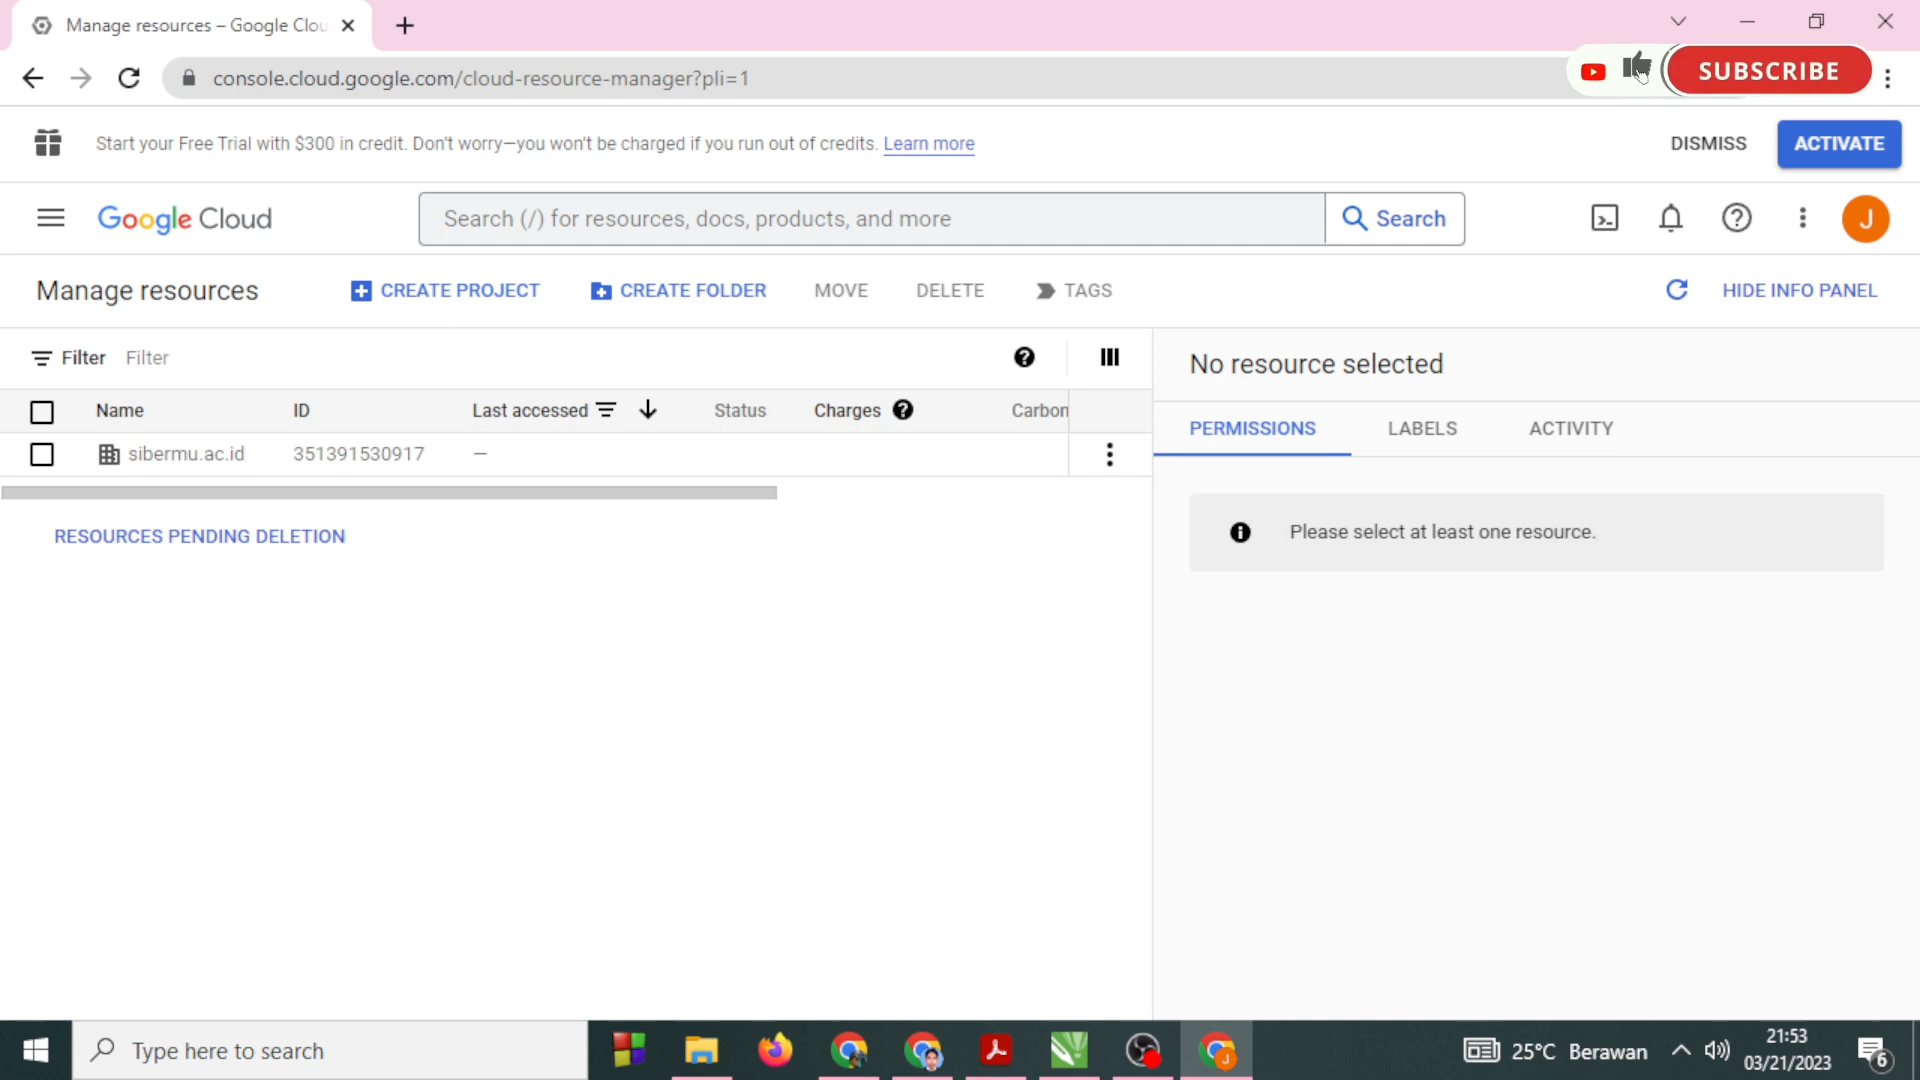 Manage resources – Google Clou
console.cloud.google.com/cloud-resource-manager?pli=1
SUBSCRIBE
Start your Free Trial with $300 in credit. Don't worry—you won't be charged if you run out of credits. Learn more
DISMISS
ACTIVATE
Google Cloud
Search (/) for resources, docs, products, and more
Search
J
Manage resources
CREATE PROJECT
CREATE FOLDER
MOVE
DELETE
TAGS
HIDE INFO PANEL
Filter Filter
No resource selected
Name ID Last accessed Status Charges Carbon
PERMISSIONS LABELS ACTIVITY
sibermu.ac.id 351391530917 —
Please select at least one resource.
RESOURCES PENDING DELETION
Type here to search
25°C Berawan
21:53
03/21/2023
6